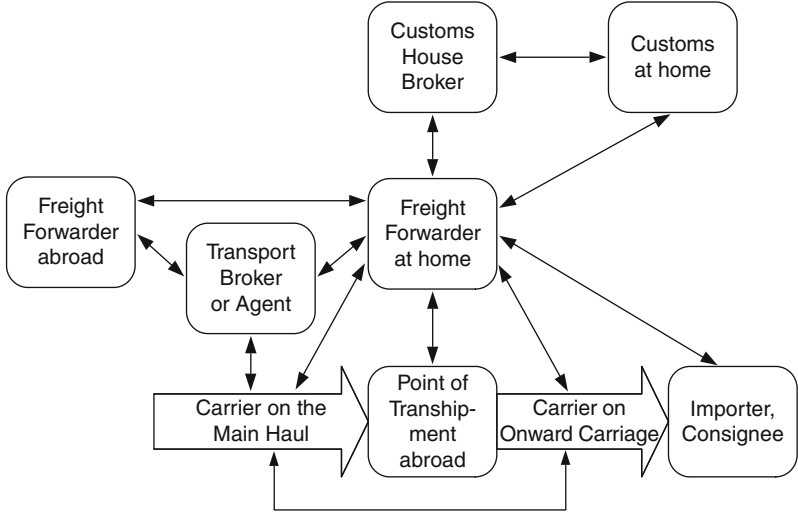 Customs
House
Broker
Customs
at home
Freight
Forwarder
abroad
Transport
Broker
or Agent
Freight
Forwarder
at home
Carrier on the
Main Haul
Point of
Tranship-
ment
abroad
Carrier on
Onward Carriage
Importer,
Consignee